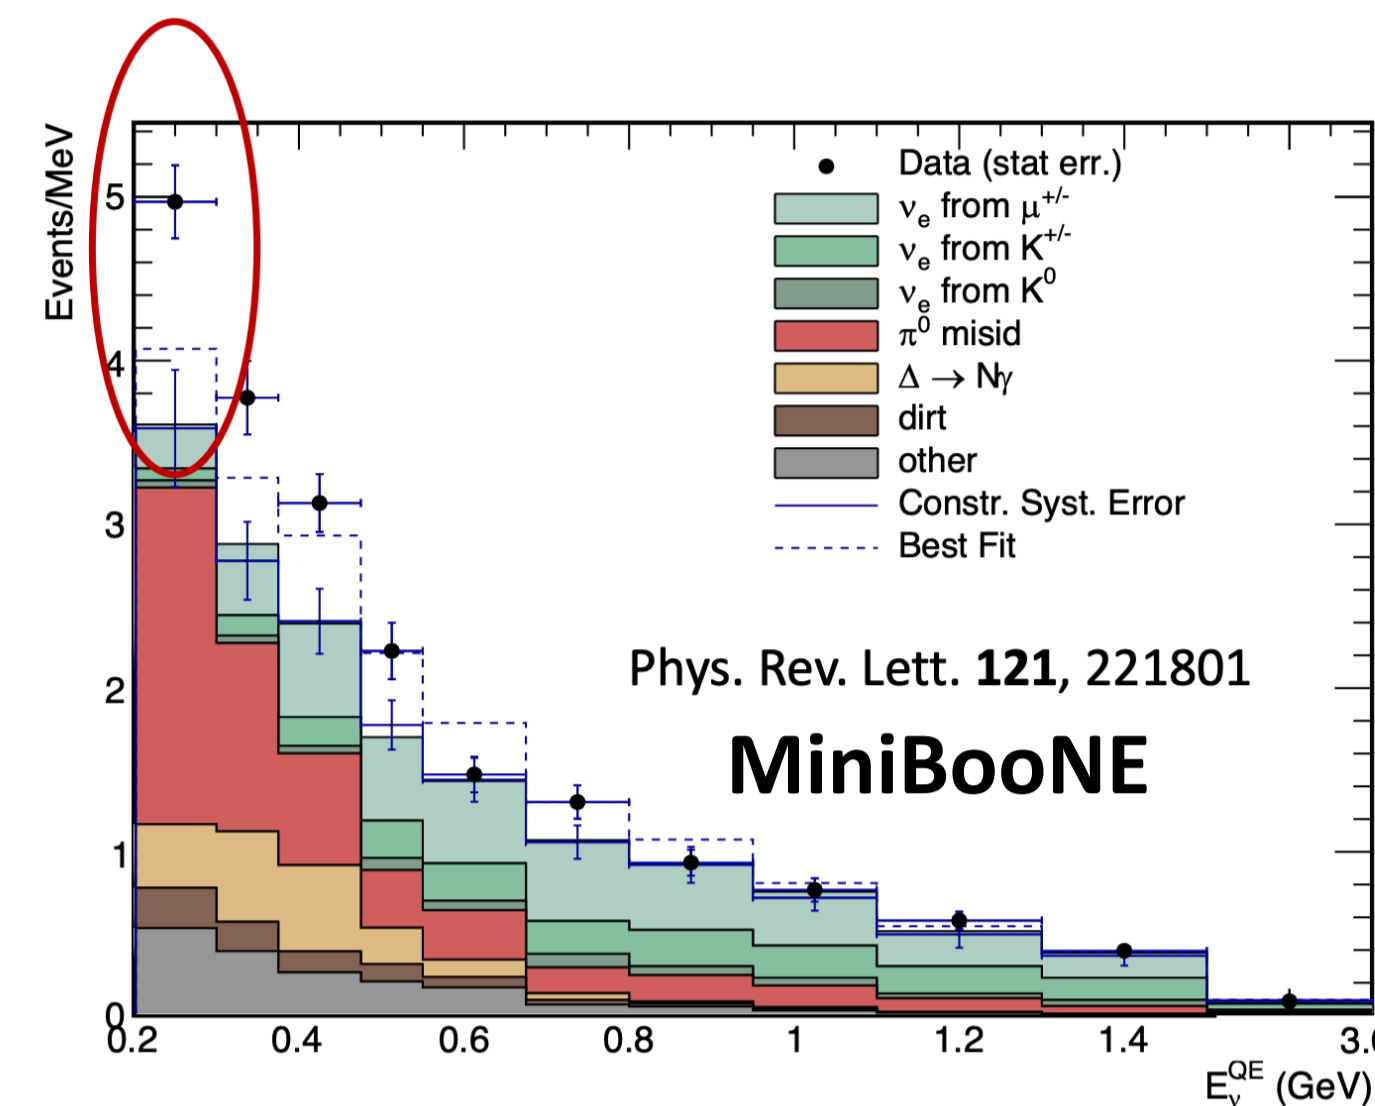 Events/MeV
5
4
3
2
1
0
Data (stat err.)
νe from μ+/-
νe from K+/-
νe from K0
π0 misid
Δ → Nγ
dirt
other
Constr. Syst. Error
Best Fit
Phys. Rev. Lett. 121, 221801
MiniBooNE
0.2 0.4 0.6 0.8 1 1.2 1.4 3.
EνQE (GeV)